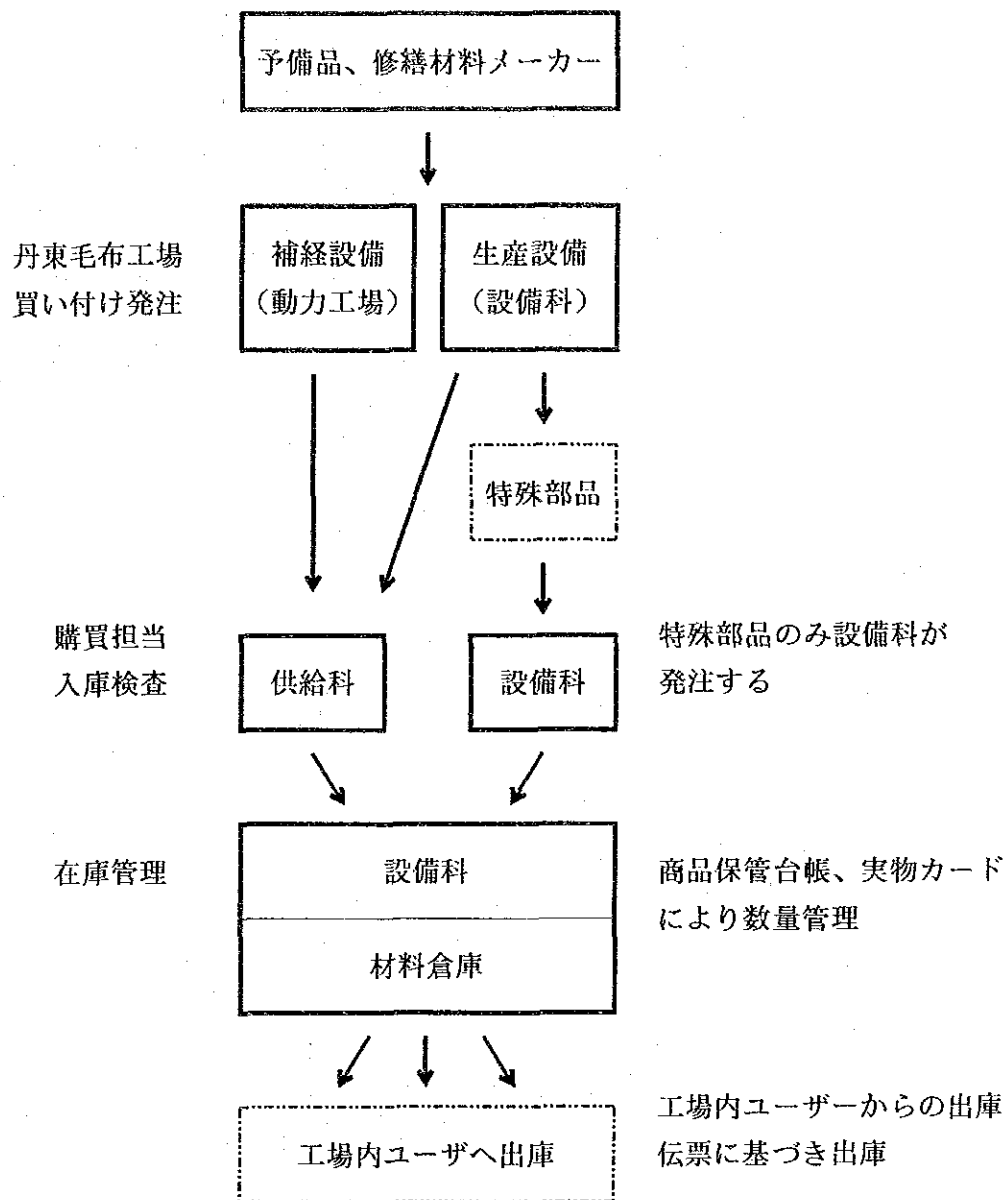 予備品、修繕材料メーカー
丹東毛布工場
買い付け発注
補経設備
（動力工場）
生産設備
（設備科）
特殊部品
購買担当
入庫検査
供給科
設備科
特殊部品のみ設備科が
発注する
在庫管理
設備科
材料倉庫
商品保管台帳、実物カード
により数量管理
工場内ユーザへ出庫
工場内ユーザーからの出庫
伝票に基づき出庫